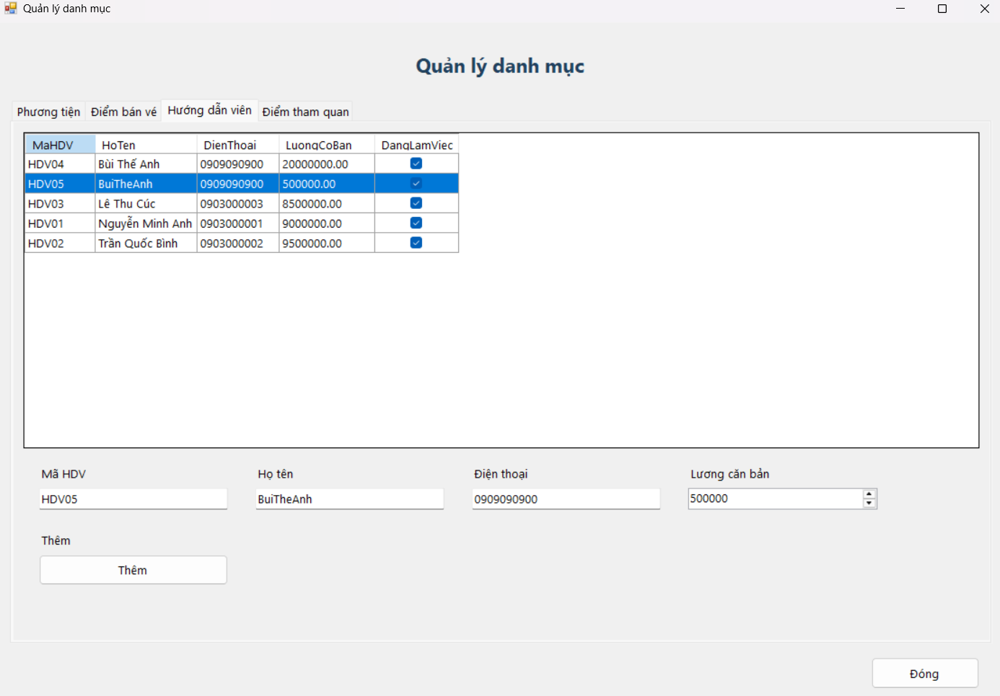 Quản lý danh mục
Quản lý danh mục
Phương tiện Điểm bán vé Hướng dẫn viên Điểm tham quan
MaHDV HoTen DienThoai LuongCoBan DangLamViec
HDV04 Bùi Thế Anh 0909090900 20000000.00
HDV05 BuiTheAnh 0909090900 500000.00
HDV03 Lê Thu Cúc 0903000003 8500000.00
HDV01 Nguyễn Minh Anh 0903000001 9000000.00
HDV02 Trần Quốc Bình 0903000002 9500000.00
Mã HDV Họ tên Điện thoại Lương căn bản
HDV05 BuiTheAnh 0909090900 500000
Thêm
Thêm
Đóng